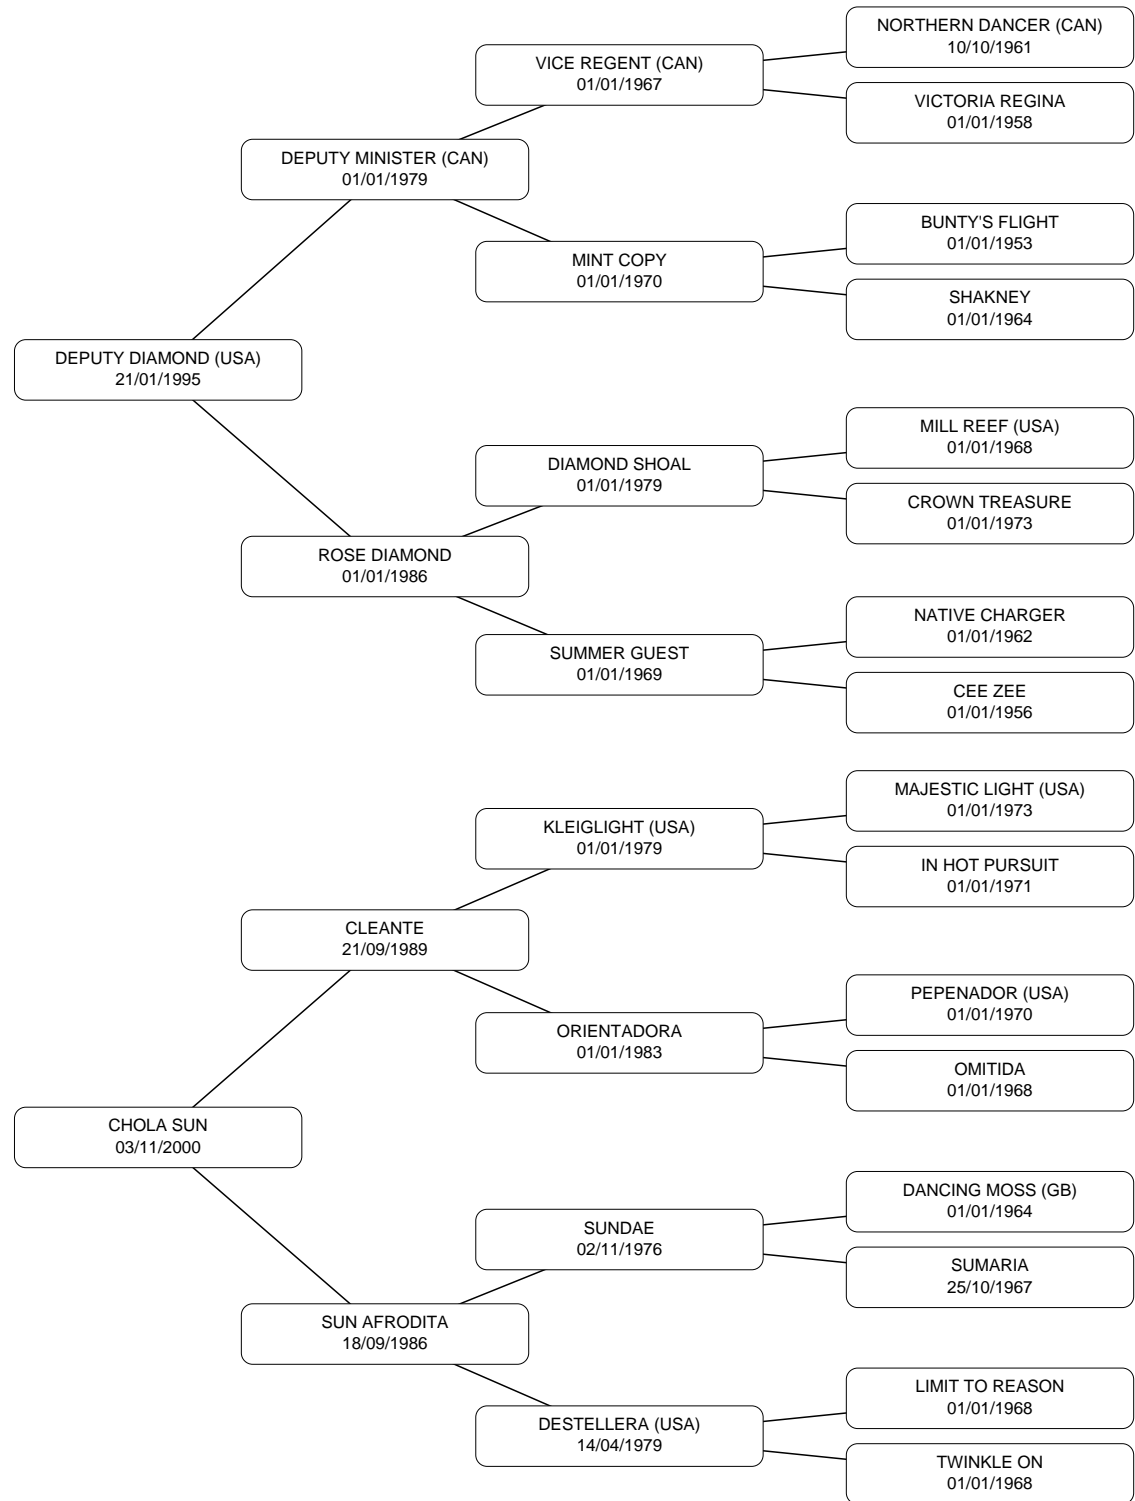 NORTHERN DANCER (CAN)
10/10/1961
VICE REGENT (CAN)
01/01/1967
VICTORIA REGINA
01/01/1958
DEPUTY MINISTER (CAN)
01/01/1979
BUNTY'S FLIGHT
01/01/1953
MINT COPY
01/01/1970
SHAKNEY
01/01/1964
DEPUTY DIAMOND (USA)
21/01/1995
MILL REEF (USA)
01/01/1968
DIAMOND SHOAL
01/01/1979
CROWN TREASURE
01/01/1973
ROSE DIAMOND
01/01/1986
NATIVE CHARGER
01/01/1962
SUMMER GUEST
01/01/1969
CEE ZEE
01/01/1956
MAJESTIC LIGHT (USA)
01/01/1973
KLEIGLIGHT (USA)
01/01/1979
IN HOT PURSUIT
01/01/1971
CLEANTE
21/09/1989
PEPENADOR (USA)
01/01/1970
ORIENTADORA
01/01/1983
OMITIDA
01/01/1968
CHOLA SUN
03/11/2000
DANCING MOSS (GB)
01/01/1964
SUNDAE
02/11/1976
SUMARIA
25/10/1967
SUN AFRODITA
18/09/1986
LIMIT TO REASON
01/01/1968
DESTELLERA (USA)
14/04/1979
TWINKLE ON
01/01/1968